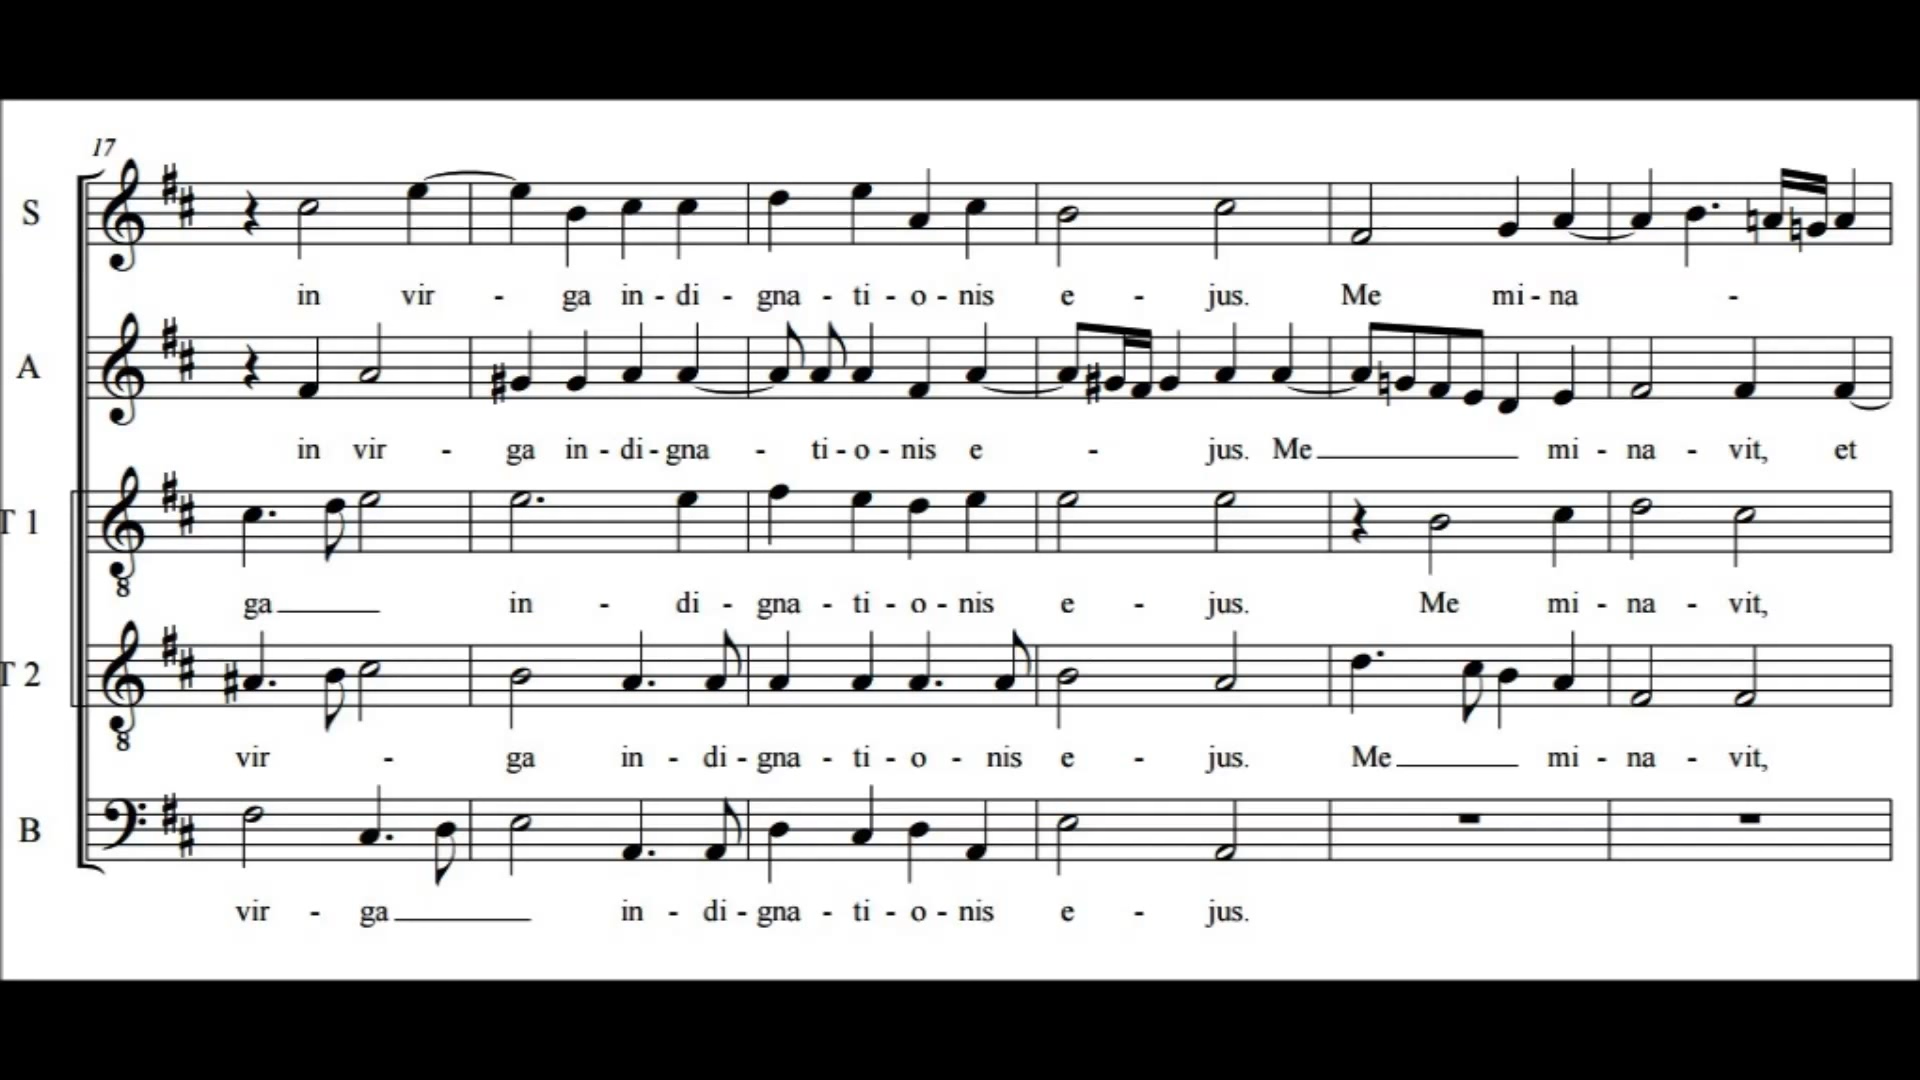 17
S
in vir - ga in - di - gna - ti - o - nis e - jus. Me mi - na -
A
in vir - ga in - di - gna - ti - o - nis e - jus. Me mi - na - vit, et
T 1
8
ga in - di - gna - ti - o - nis e - jus. Me mi - na - vit,
T 2
8
vir - ga in - di - gna - ti - o - nis e - jus. Me mi - na - vit,
B
vir - ga in - di - gna - ti - o - nis e - jus.